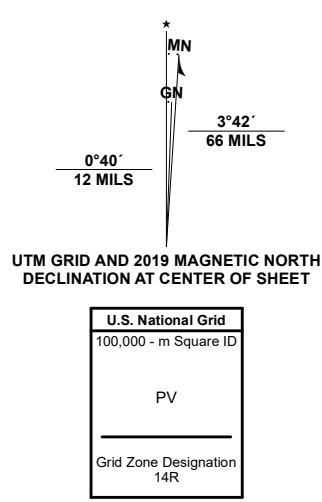 ★
MN
GN
3°42´
66 MILS
0°40´
12 MILS
UTM GRID AND 2019 MAGNETIC NORTH
DECLINATION AT CENTER OF SHEET
U.S. National Grid
100,000 - m Square ID
PV
Grid Zone Designation
14R